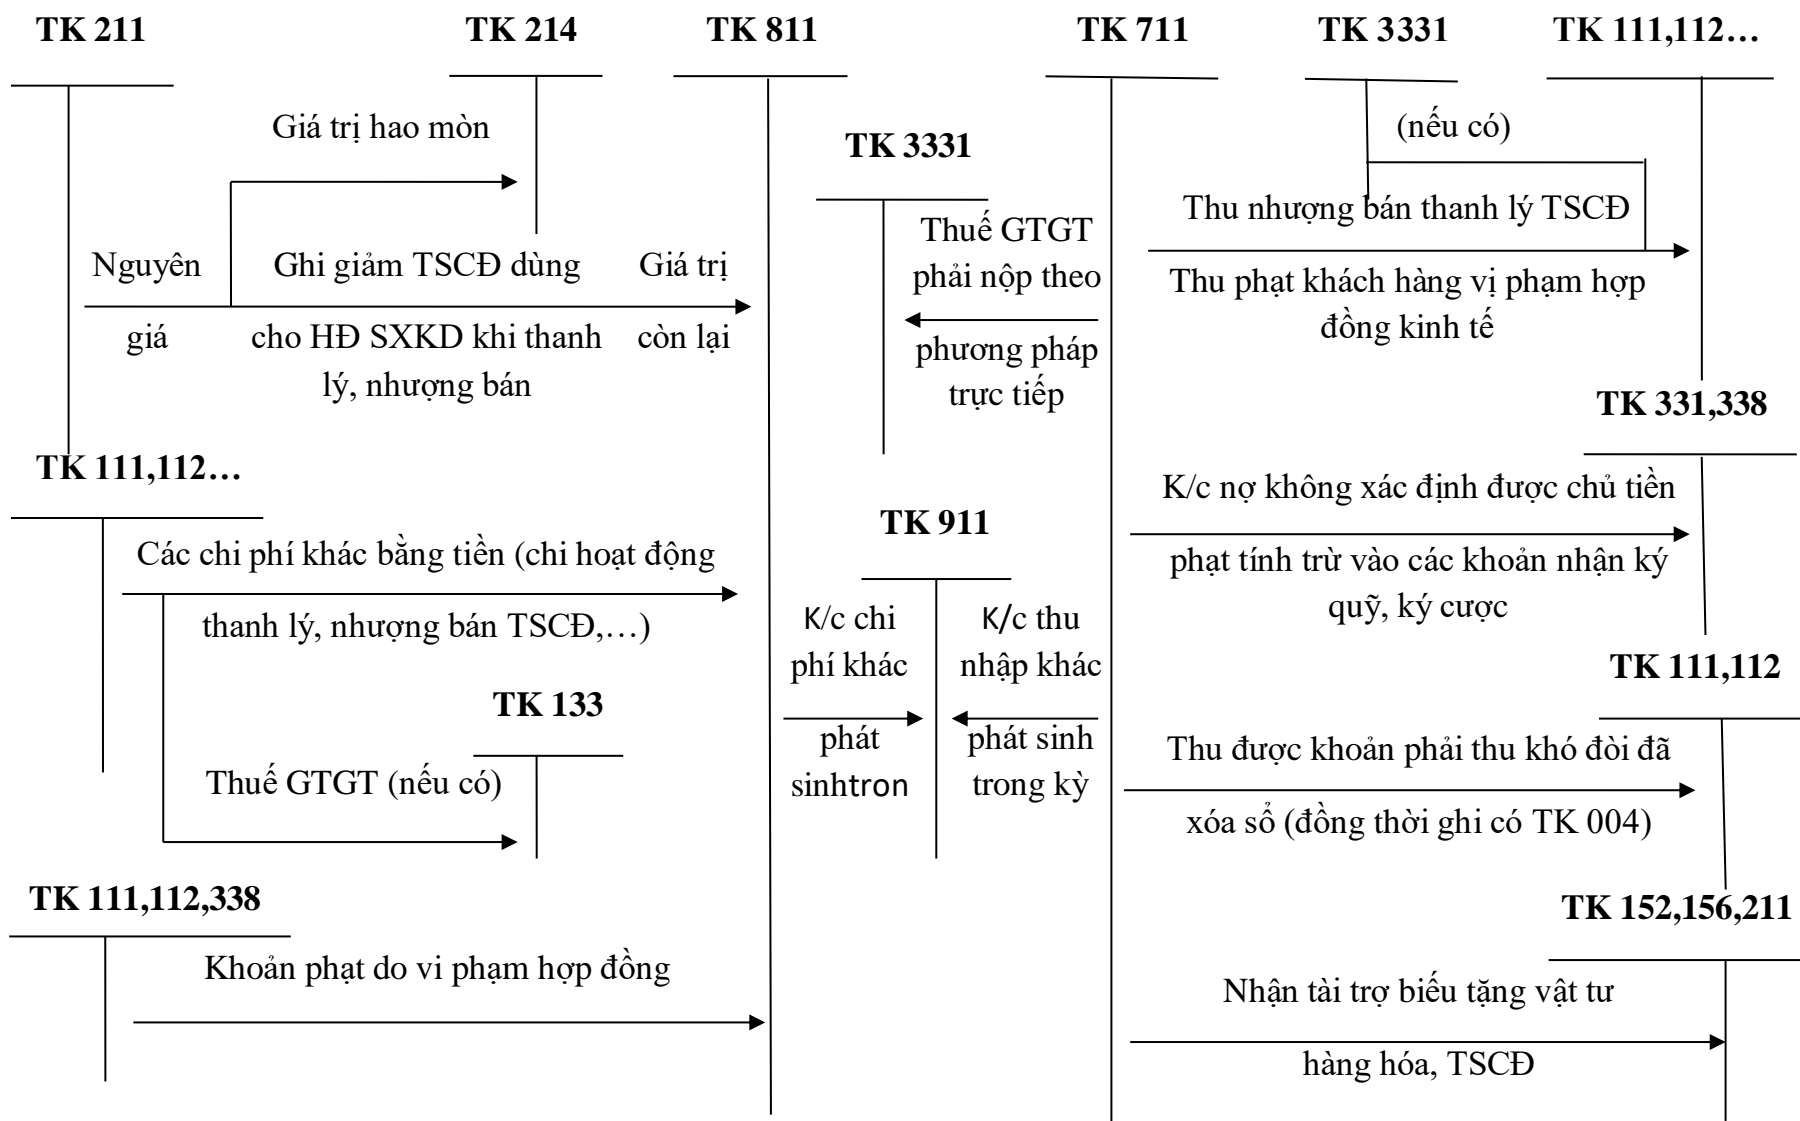 TK 211
TK 214
TK 811
TK 711
TK 3331
TK 111,112…
Giá trị hao mòn
Nguyên
giá
Ghi giảm TSCĐ dùng
cho HĐ SXKD khi thanh
lý, nhượng bán
Giá trị
còn lại
TK 3331
Thuế GTGT
phải nộp theo
phương pháp
trực tiếp
(nếu có)
Thu nhượng bán thanh lý TSCĐ
Thu phạt khách hàng vị phạm hợp
đồng kinh tế
TK 331,338
K/c nợ không xác định được chủ tiền
phạt tính trừ vào các khoản nhận ký
quỹ, ký cược
TK 111,112…
Các chi phí khác bằng tiền (chi hoạt động
thanh lý, nhượng bán TSCĐ,…)
TK 133
Thuế GTGT (nếu có)
TK 911
K/c chi
phí khác
phát
sinhtron
K/c thu
nhập khác
phát sinh
trong kỳ
TK 111,112
Thu được khoản phải thu khó đòi đã
xóa sổ (đồng thời ghi có TK 004)
TK 111,112,338
Khoản phạt do vi phạm hợp đồng
TK 152,156,211
Nhận tài trợ biếu tặng vật tư
hàng hóa, TSCĐ